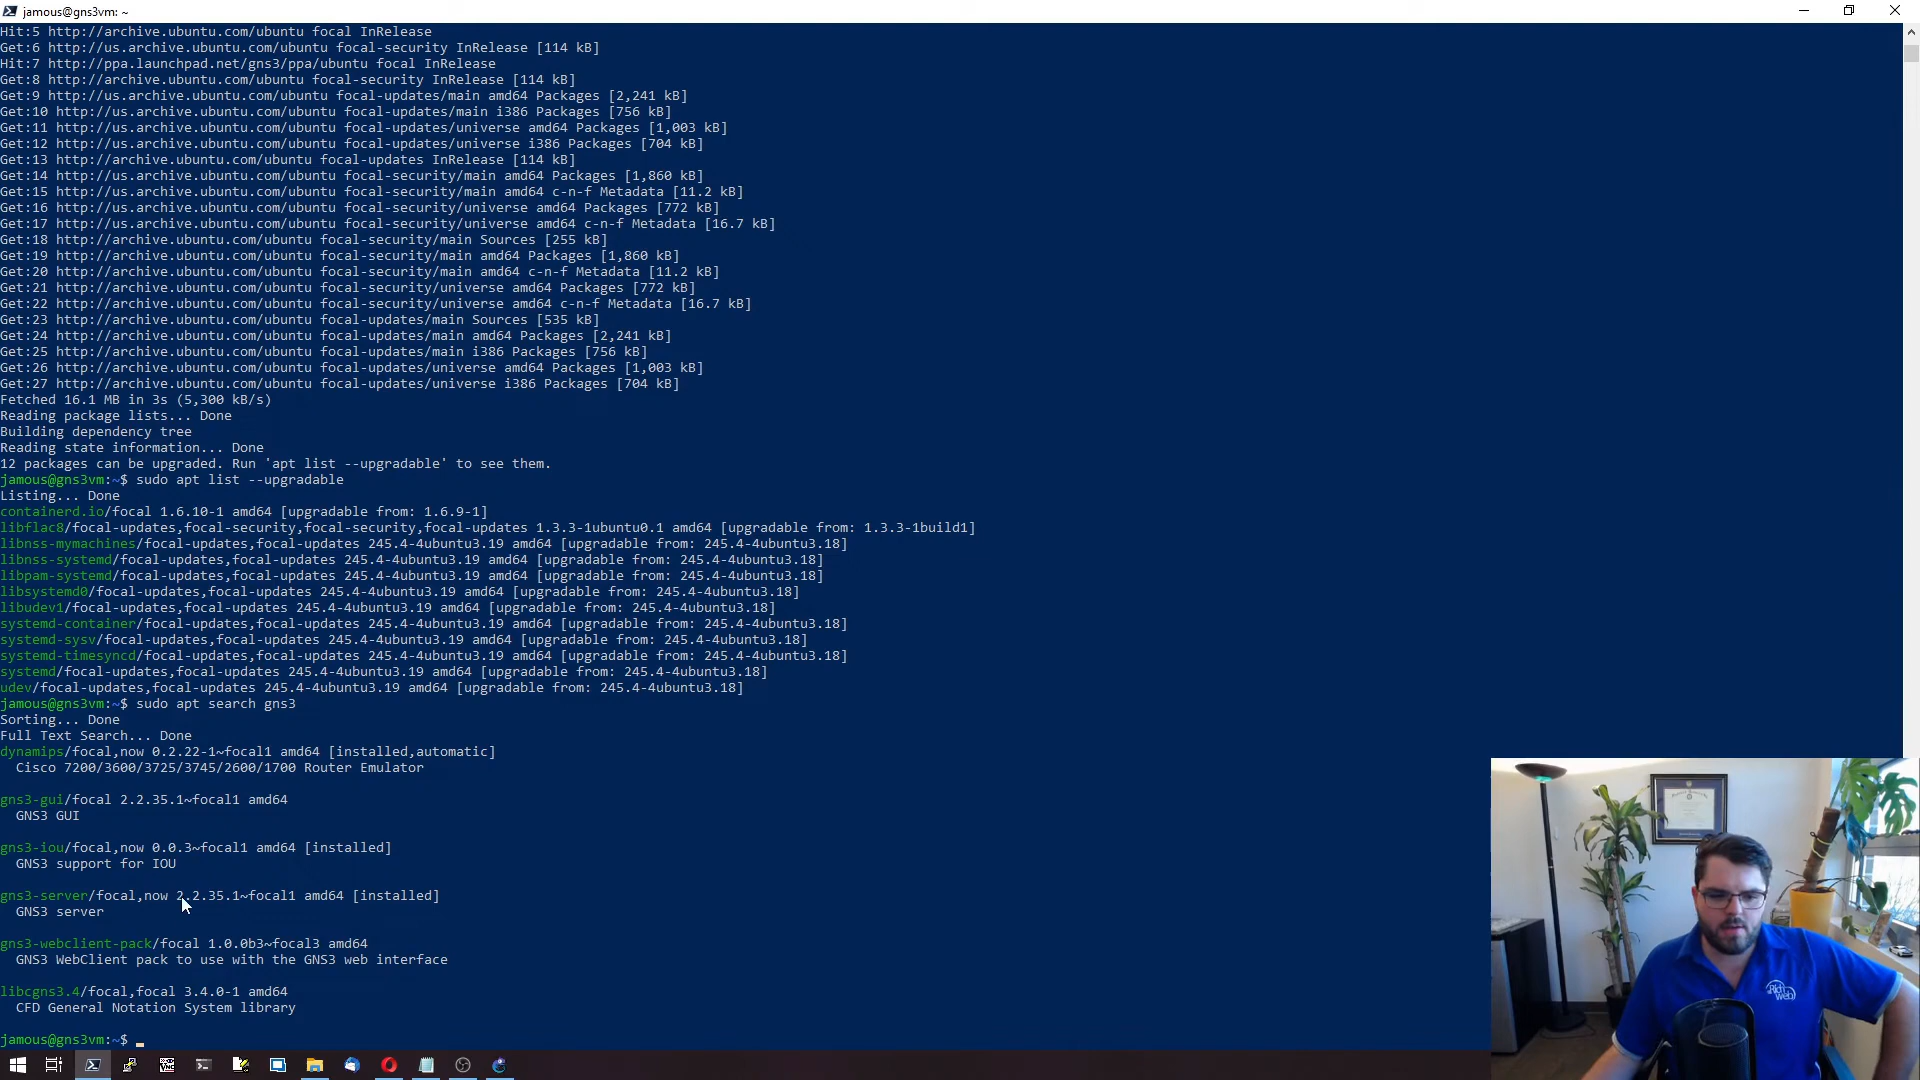 jamous@gns3vm: ~
Hit:5 http://archive.ubuntu.com/ubuntu focal InRelease
Get:6 http://us.archive.ubuntu.com/ubuntu focal-security InRelease [114 kB]
Hit:7 http://ppa.launchpad.net/gns3/ppa/ubuntu focal InRelease
Get:8 http://archive.ubuntu.com/ubuntu focal-security InRelease [114 kB]
Get:9 http://us.archive.ubuntu.com/ubuntu focal-updates/main amd64 Packages [2,241 kB]
Get:10 http://us.archive.ubuntu.com/ubuntu focal-updates/main i386 Packages [756 kB]
Get:11 http://us.archive.ubuntu.com/ubuntu focal-updates/universe amd64 Packages [1,003 kB]
Get:12 http://us.archive.ubuntu.com/ubuntu focal-updates/universe i386 Packages [704 kB]
Get:13 http://archive.ubuntu.com/ubuntu focal-updates InRelease [114 kB]
Get:14 http://us.archive.ubuntu.com/ubuntu focal-security/main amd64 Packages [1,860 kB]
Get:15 http://us.archive.ubuntu.com/ubuntu focal-security/main amd64 c-n-f Metadata [11.2 kB]
Get:16 http://us.archive.ubuntu.com/ubuntu focal-security/universe amd64 Packages [772 kB]
Get:17 http://us.archive.ubuntu.com/ubuntu focal-security/universe amd64 c-n-f Metadata [16.7 kB]
Get:18 http://archive.ubuntu.com/ubuntu focal-security/main Sources [255 kB]
Get:19 http://archive.ubuntu.com/ubuntu focal-security/main amd64 Packages [1,860 kB]
Get:20 http://archive.ubuntu.com/ubuntu focal-security/main amd64 c-n-f Metadata [11.2 kB]
Get:21 http://archive.ubuntu.com/ubuntu focal-security/universe amd64 Packages [772 kB]
Get:22 http://archive.ubuntu.com/ubuntu focal-security/universe amd64 c-n-f Metadata [16.7 kB]
Get:23 http://archive.ubuntu.com/ubuntu focal-updates/main Sources [535 kB]
Get:24 http://archive.ubuntu.com/ubuntu focal-updates/main amd64 Packages [2,241 kB]
Get:25 http://archive.ubuntu.com/ubuntu focal-updates/main i386 Packages [756 kB]
Get:26 http://archive.ubuntu.com/ubuntu focal-updates/universe amd64 Packages [1,003 kB]
Get:27 http://archive.ubuntu.com/ubuntu focal-updates/universe i386 Packages [704 kB]
Fetched 16.1 MB in 3s (5,300 kB/s)
Reading package lists... Done
Building dependency tree
Reading state information... Done
12 packages can be upgraded. Run 'apt list --upgradable' to see them.
jamous@gns3vm:~$ sudo apt list --upgradable
Listing... Done
containerd.io/focal 1.6.10-1 amd64 [upgradable from: 1.6.9-1]
libflac8/focal-updates,focal-security,focal-security,focal-updates 1.3.3-1ubuntu0.1 amd64 [upgradable from: 1.3.3-1build1]
libnss-mymachines/focal-updates,focal-updates 245.4-4ubuntu3.19 amd64 [upgradable from: 245.4-4ubuntu3.18]
libnss-systemd/focal-updates,focal-updates 245.4-4ubuntu3.19 amd64 [upgradable from: 245.4-4ubuntu3.18]
libpam-systemd/focal-updates,focal-updates 245.4-4ubuntu3.19 amd64 [upgradable from: 245.4-4ubuntu3.18]
libsystemd0/focal-updates,focal-updates 245.4-4ubuntu3.19 amd64 [upgradable from: 245.4-4ubuntu3.18]
libudev1/focal-updates,focal-updates 245.4-4ubuntu3.19 amd64 [upgradable from: 245.4-4ubuntu3.18]
systemd-container/focal-updates,focal-updates 245.4-4ubuntu3.19 amd64 [upgradable from: 245.4-4ubuntu3.18]
systemd-sysv/focal-updates,focal-updates 245.4-4ubuntu3.19 amd64 [upgradable from: 245.4-4ubuntu3.18]
systemd-timesyncd/focal-updates,focal-updates 245.4-4ubuntu3.19 amd64 [upgradable from: 245.4-4ubuntu3.18]
systemd/focal-updates,focal-updates 245.4-4ubuntu3.19 amd64 [upgradable from: 245.4-4ubuntu3.18]
udev/focal-updates,focal-updates 245.4-4ubuntu3.19 amd64 [upgradable from: 245.4-4ubuntu3.18]
jamous@gns3vm:~$ sudo apt search gns3
Sorting... Done
Full Text Search... Done
dynamips/focal,now 0.2.22-1~focal1 amd64 [installed,automatic]
Cisco 7200/3600/3725/3745/2600/1700 Router Emulator
gns3-gui/focal 2.2.35.1~focal1 amd64
GNS3 GUI
gns3-iou/focal,now 0.0.3~focal1 amd64 [installed]
GNS3 support for IOU
gns3-server/focal,now 2.2.35.1~focal1 amd64 [installed]
GNS3 server
gns3-webclient-pack/focal 1.0.0b3~focal3 amd64
GNS3 WebClient pack to use with the GNS3 web interface
libcgns3.4/focal,focal 3.4.0-1 amd64
CFD General Notation System library
jamous@gns3vm:~$
Rich Web